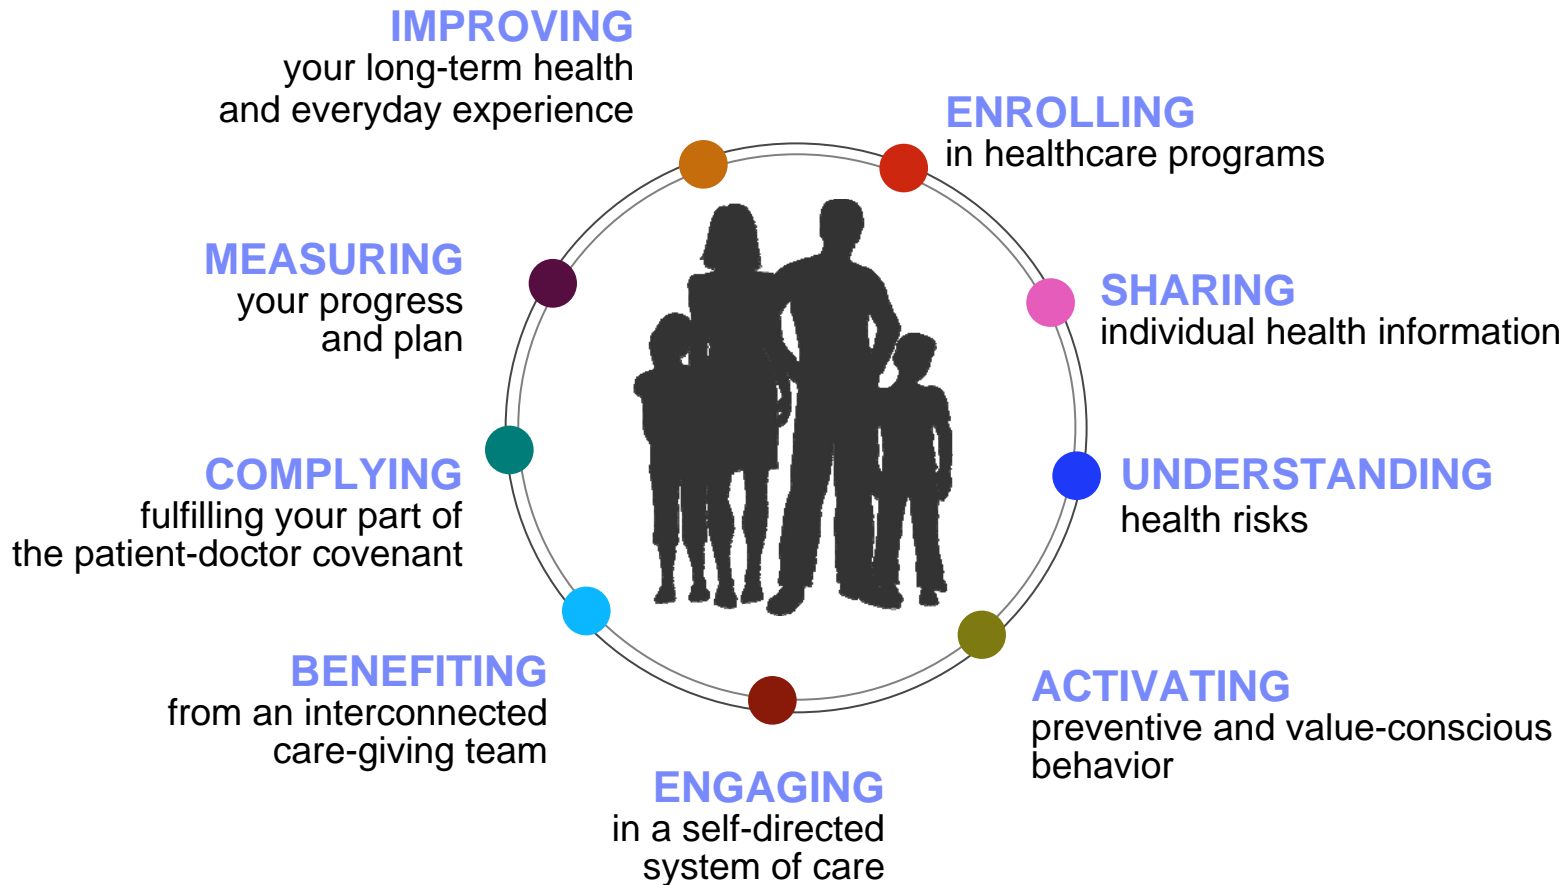 IMPROVING
your long-term health
and everyday experience
ENROLLING
in healthcare programs
SHARING
individual health information
UNDERSTANDING
health risks
ACTIVATING
preventive and value-conscious
behavior
ENGAGING
in a self-directed
system of care
BENEFITING
from an interconnected
care-giving team
COMPLYING
fulfilling your part of
the patient-doctor covenant
MEASURING
your progress
and plan